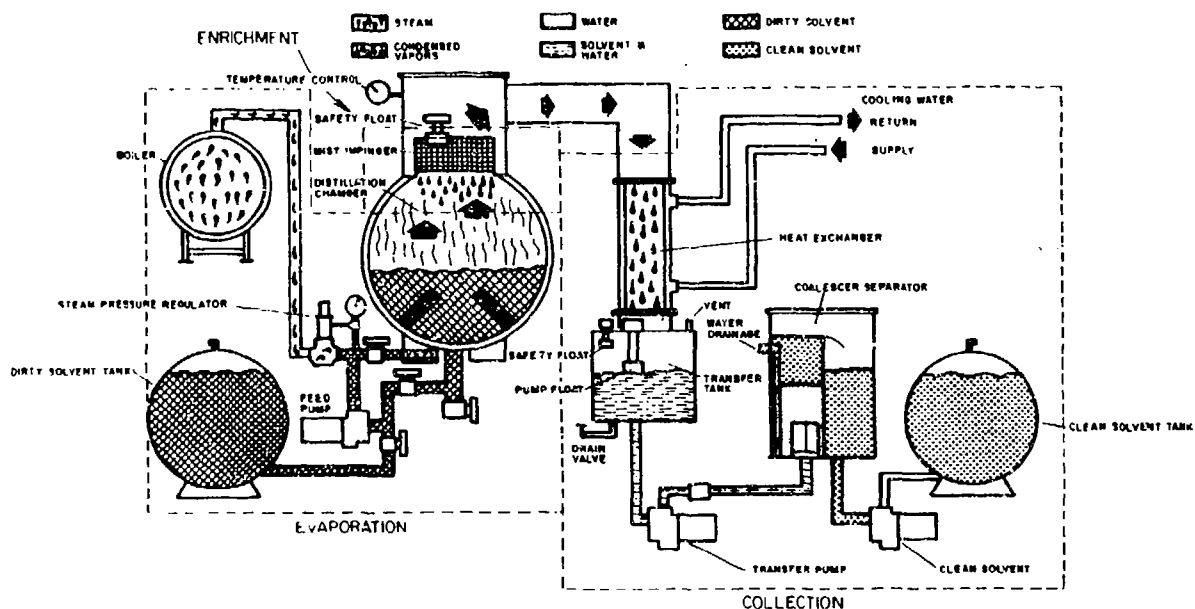 STEAM
WATER
DIRTY SOLVENT
CONDENSED
VAPORS
SOLVENT &
WATER
CLEAN SOLVENT
ENRICHMENT
TEMPERATURE CONTROL
SAFETY FLOAT
MIST IMPINGER
BOILER
DISTILLATION
CHAMBER
COOLING WATER
RETURN
SUPPLY
HEAT EXCHANGER
STEAM PRESSURE REGULATOR
COALESCER SEPARATOR
VENT
WATER
DRAINAGE
SAFETY FLOAT
DIRTY SOLVENT TANK
PUMP FLOAT
TRANSFER
TANK
FEED
PUMP
CLEAN SOLVENT TANK
DRAIN
VALVE
EVAPORATION
TRANSFER PUMP
CLEAN SOLVENT
COLLECTION